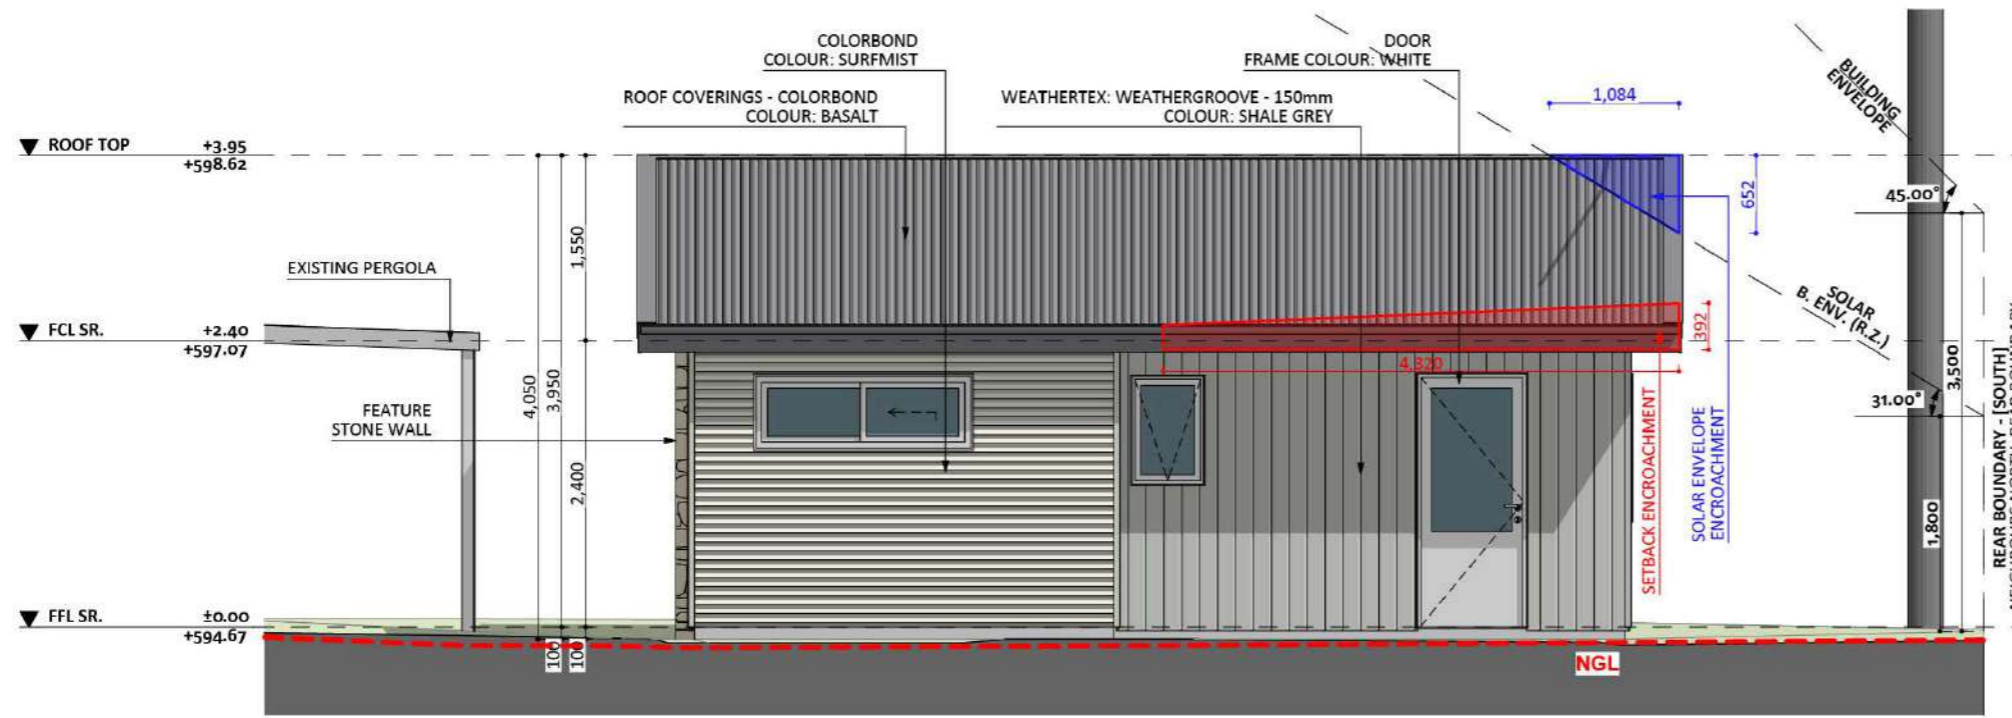 COLORBOND
COLOUR: SURFMIST
DOOR
FRAME COLOUR: WHITE
ROOF COVERINGS - COLORBOND
COLOUR: BASALT
WEATHERTEX: WEATHERGROOVE - 150mm
COLOUR: SHALE GREY
1,084
BUILDING
ENVELOPE
ROOF TOP
+3.95
+598.62
652
45.00°
1,550
EXISTING PERGOLA
SOLAR
B. ENV. (R.Z.)
FCL SR.
+2.40
+597.07
392
4,320
3,500
4,050
3,950
31.00°
FEATURE
STONE WALL
2,400
SETBACK ENCROACHMENT
SOLAR ENVELOPE
ENCROACHMENT
1,800
REAR BOUNDARY - [SOUTH]
FFL SR.
±0.00
+594.67
100
100
NGL